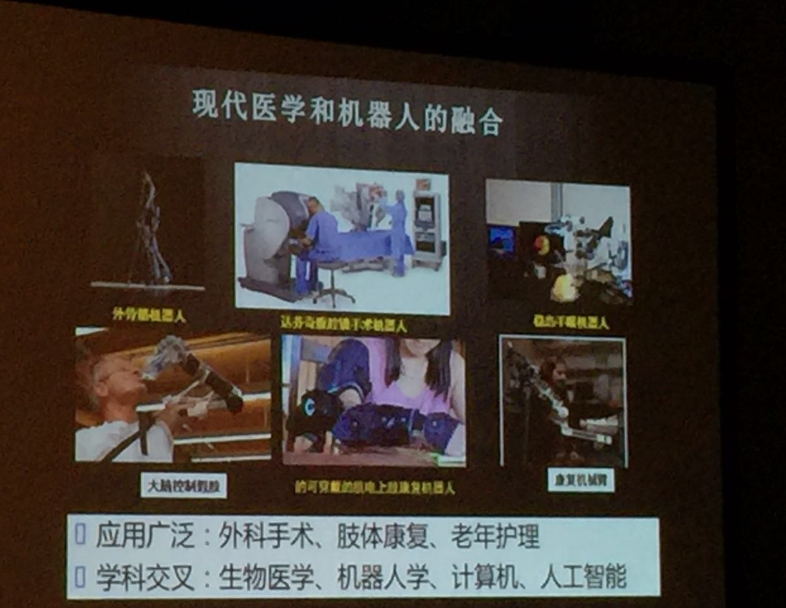 现代医学和机器人的融合
外骨骼机器人
达芬奇腹腔镜手术机器人
稳态手眼机器人
大脑控制假肢
的可穿戴的肌电上肢康复机器人
康复机械臂
应用广泛：外科手术、肢体康复、老年护理
学科交叉：生物医学、机器人学、计算机、人工智能